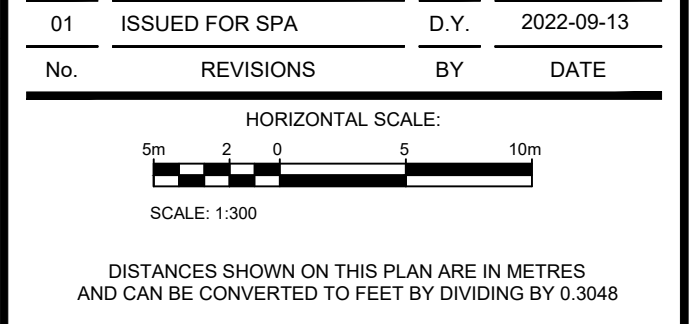 01 ISSUED FOR SPA D.Y. 2022-09-13
No. REVISIONS BY DATE
HORIZONTAL SCALE:
5m 2 0 5 10m
SCALE: 1:300
DISTANCES SHOWN ON THIS PLAN ARE IN METRES
AND CAN BE CONVERTED TO FEET BY DIVIDING BY 0.3048